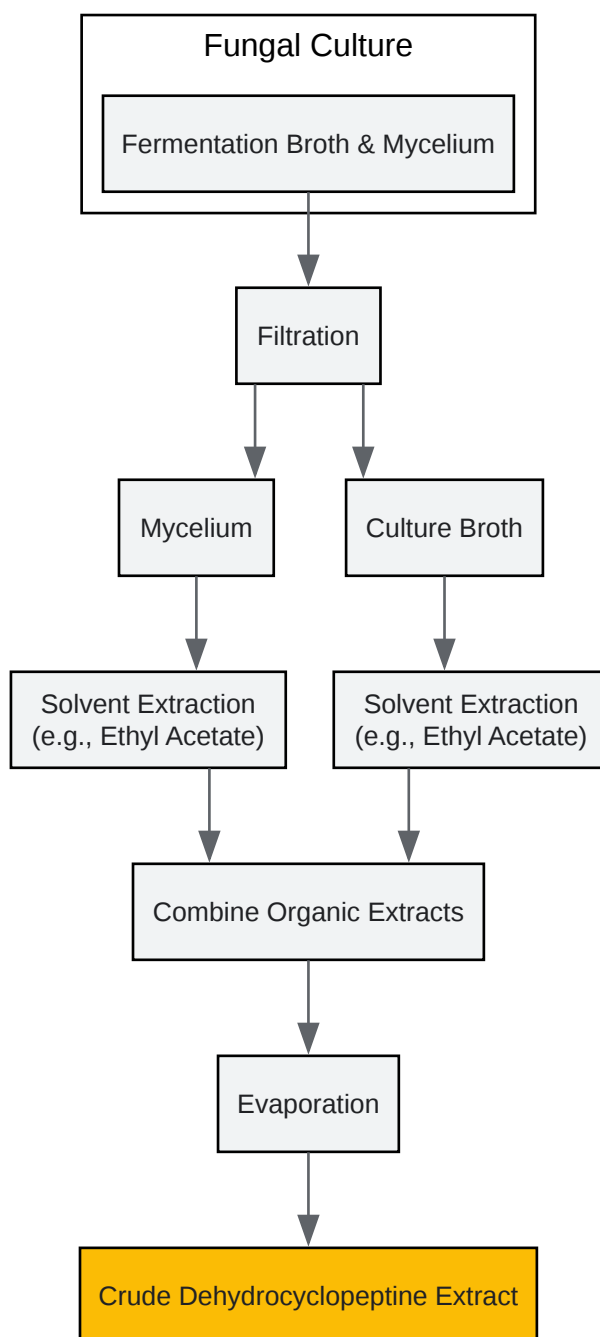 Fungal Culture
Fermentation Broth & Mycelium
Filtration
Mycelium
Culture Broth
Solvent Extraction
(e.g., Ethyl Acetate)
Solvent Extraction
(e.g., Ethyl Acetate)
Combine Organic Extracts
Evaporation
Crude Dehydrocyclopeptine Extract